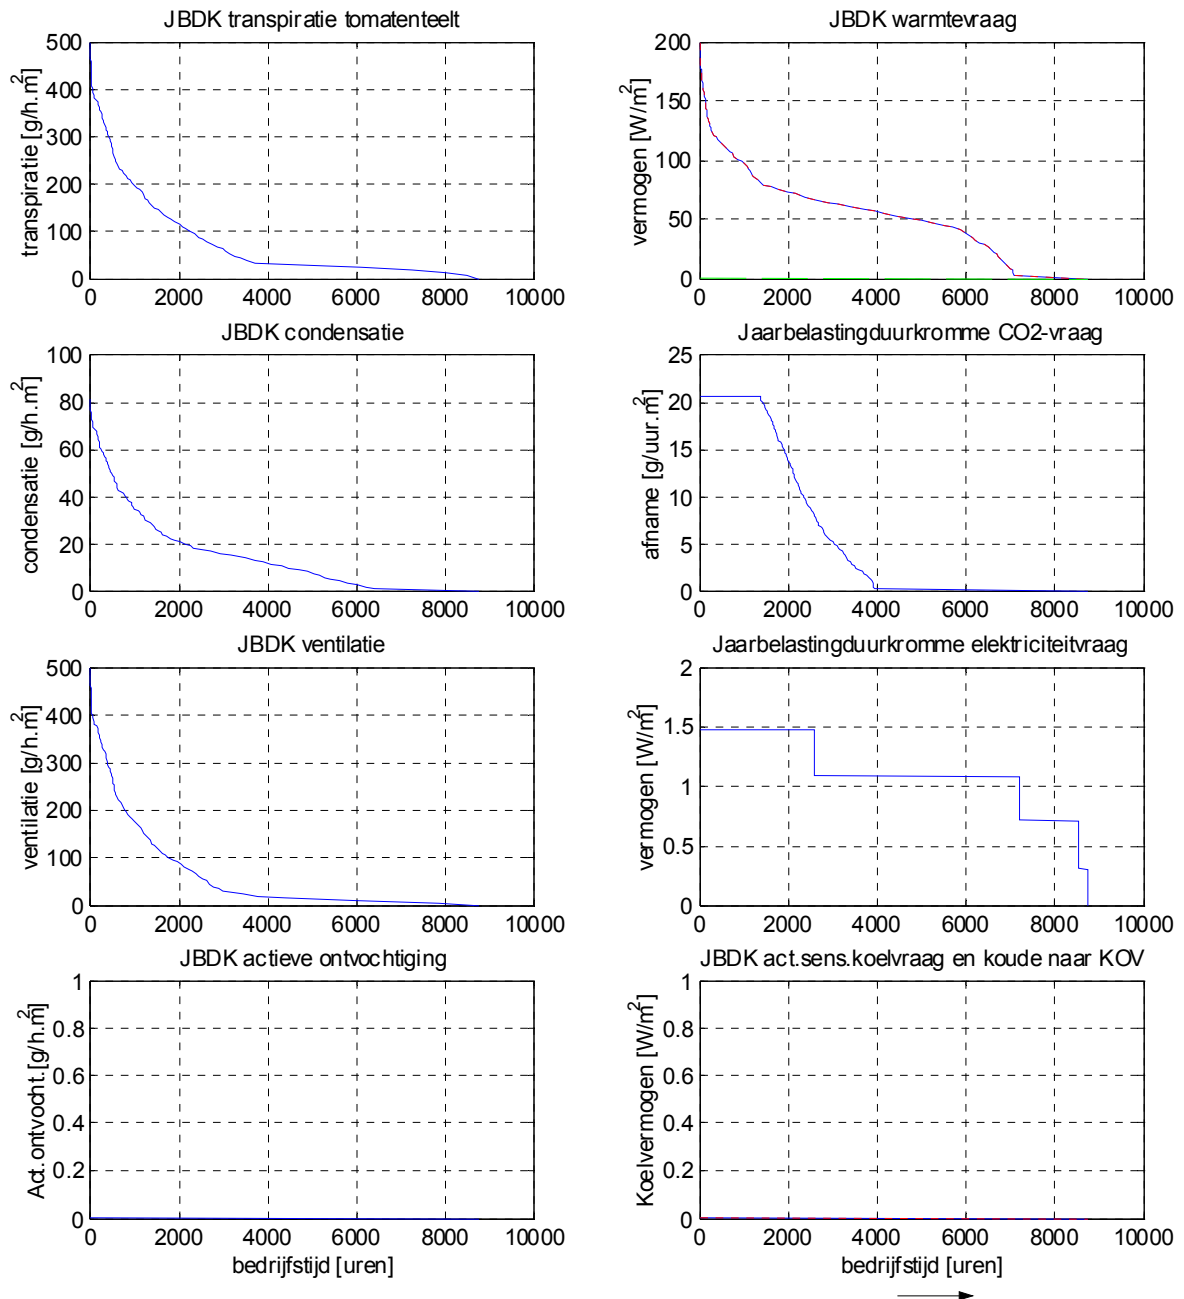 JBDK transpiratie tomatenteelt
transpiratie [g/h.m²]
500
400
300
200
100
0
0 2000 4000 6000 8000 10000
JBDK warmtevraag
vermogen [W/m²]
200
150
100
50
0
0 2000 4000 6000 8000 10000
JBDK condensatie
condensatie [g/h.m²]
100
80
60
40
20
0
0 2000 4000 6000 8000 10000
Jaarbelastingduurkromme CO2-vraag
afname [g/uur.m²]
25
20
15
10
5
0
0 2000 4000 6000 8000 10000
JBDK ventilatie
ventilatie [g/h.m²]
500
400
300
200
100
0
0 2000 4000 6000 8000 10000
Jaarbelastingduurkromme elektriciteitvraag
vermogen [W/m²]
2
1.5
1
0.5
0
0 2000 4000 6000 8000 10000
JBDK actieve ontvochtiging
Act.ontvocht.[g/h.m²]
1
0.8
0.6
0.4
0.2
0
0 2000 4000 6000 8000 10000
bedrijfstijd [uren]
JBDK act.sens.koelvraag en koude naar KOV
Koelvermogen [W/m²]
1
0.8
0.6
0.4
0.2
0
0 2000 4000 6000 8000 10000
bedrijfstijd [uren]